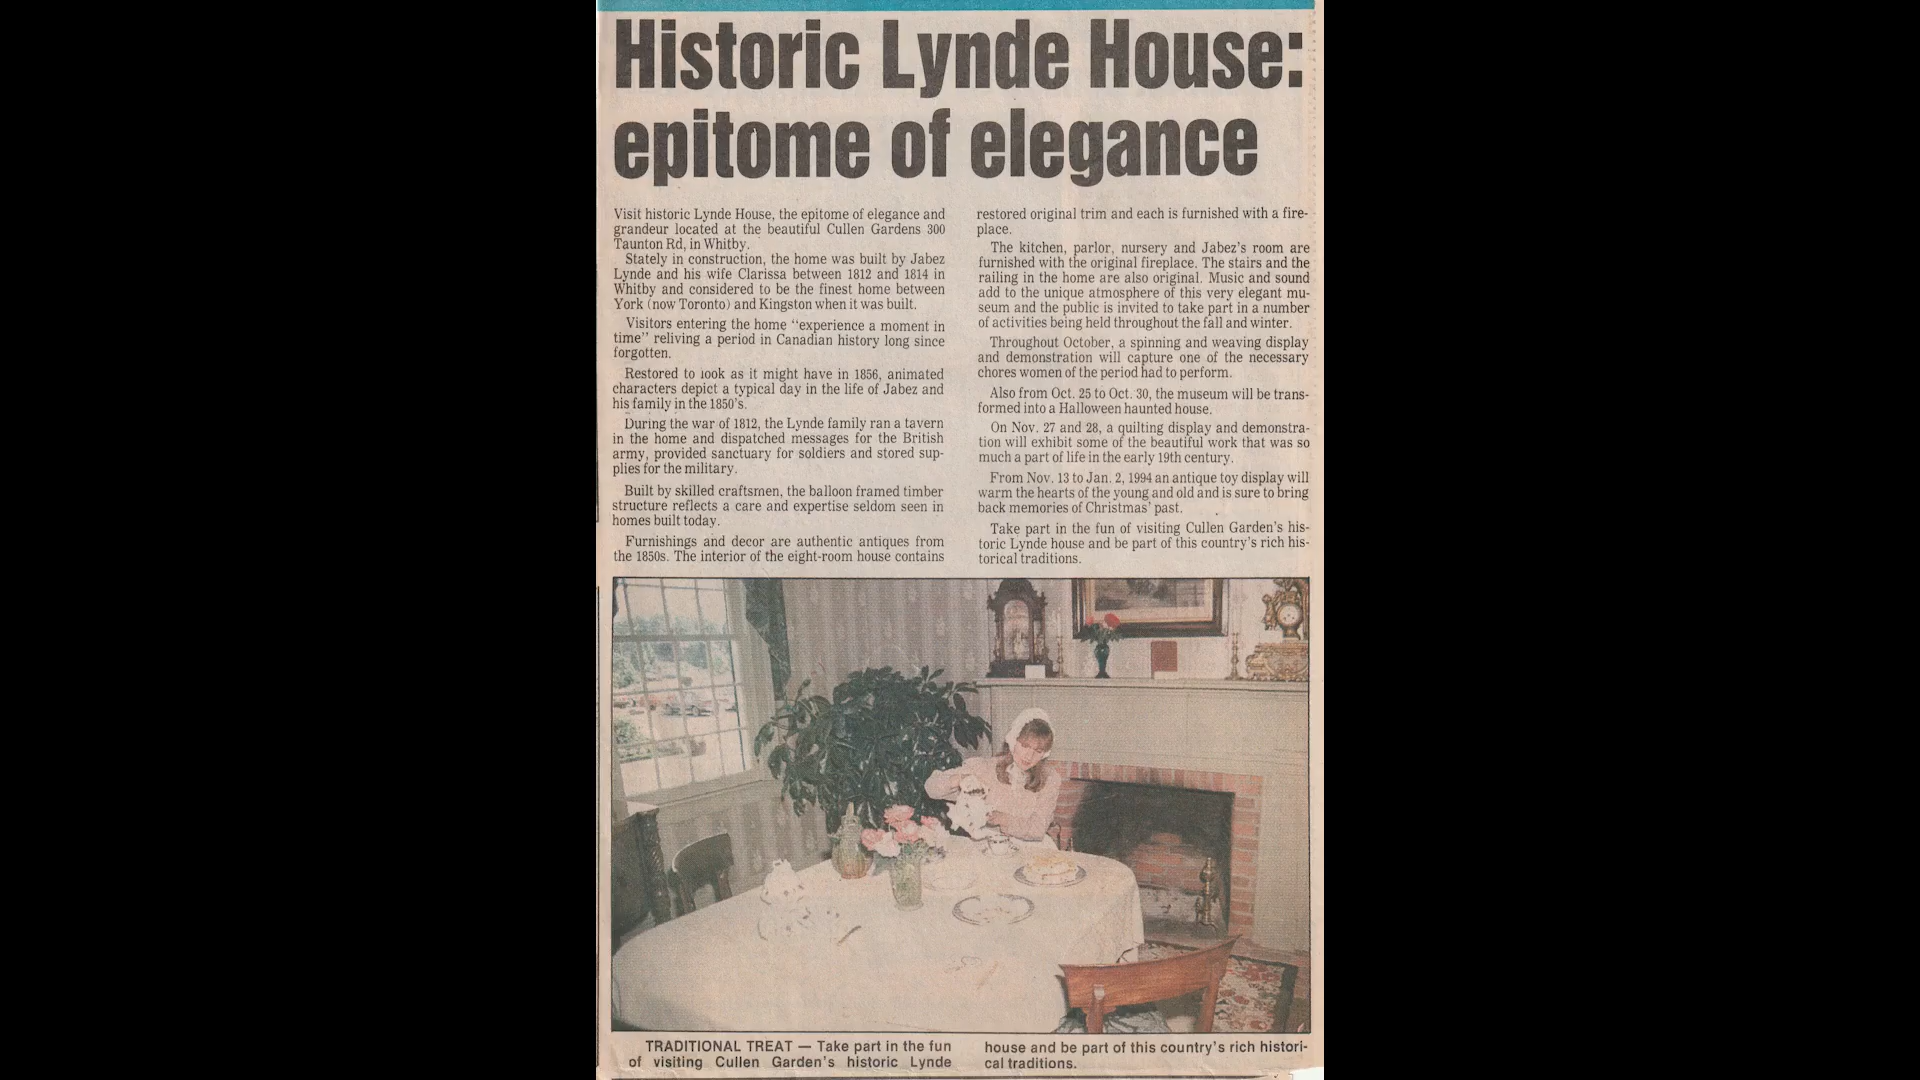 Historic Lynde House:
epitome of elegance
Visit historic Lynde House, the epitome of elegance and
grandeur located at the beautiful Cullen Gardens 300
Taunton Rd, in Whitby.
Stately in construction, the home was built by Jabez
Lynde and his wife Clarissa between 1812 and 1814 in
Whitby and considered to be the finest home between
York (now Toronto) and Kingston when it was built.
Visitors entering the home "experience a moment in
time" reliving a period in Canadian history long since
forgotten.
Restored to look as it might have in 1856, animated
characters depict a typical day in the life of Jabez and
his family in the 1850's.
During the war of 1812, the Lynde family ran a tavern
in the home and dispatched messages for the British
army, provided sanctuary for soldiers and stored sup-
plies for the military.
Built by skilled craftsmen, the balloon framed timber
structure reflects a care and expertise seldom seen in
homes built today.
Furnishings and decor are authentic antiques from
the 1850s. The interior of the eight-room house contains
restored original trim and each is furnished with a fire-
place.
The kitchen, parlor, nursery and Jabez's room are
furnished with the original fireplace. The stairs and the
railing in the home are also original. Music and sound
add to the unique atmosphere of this very elegant mu-
seum and the public is invited to take part in a number
of activities being held throughout the fall and winter.
Throughout October, a spinning and weaving display
and demonstration will capture one of the necessary
chores women of the period had to perform.
Also from Oct. 25 to Oct. 30, the museum will be trans-
formed into a Halloween haunted house.
On Nov. 27 and 28, a quilting display and demonstra-
tion will exhibit some of the beautiful work that was so
much a part of life in the early 19th century.
From Nov. 13 to Jan. 2, 1994 an antique toy display will
warm the hearts of the young and old and is sure to bring
back memories of Christmas' past.
Take part in the fun of visiting Cullen Garden's his-
toric Lynde house and be part of this country's rich his-
torical traditions.
TRADITIONAL TREAT — Take part in the fun
of visiting Cullen Garden's historic Lynde
house and be part of this country's rich histori-
cal traditions.